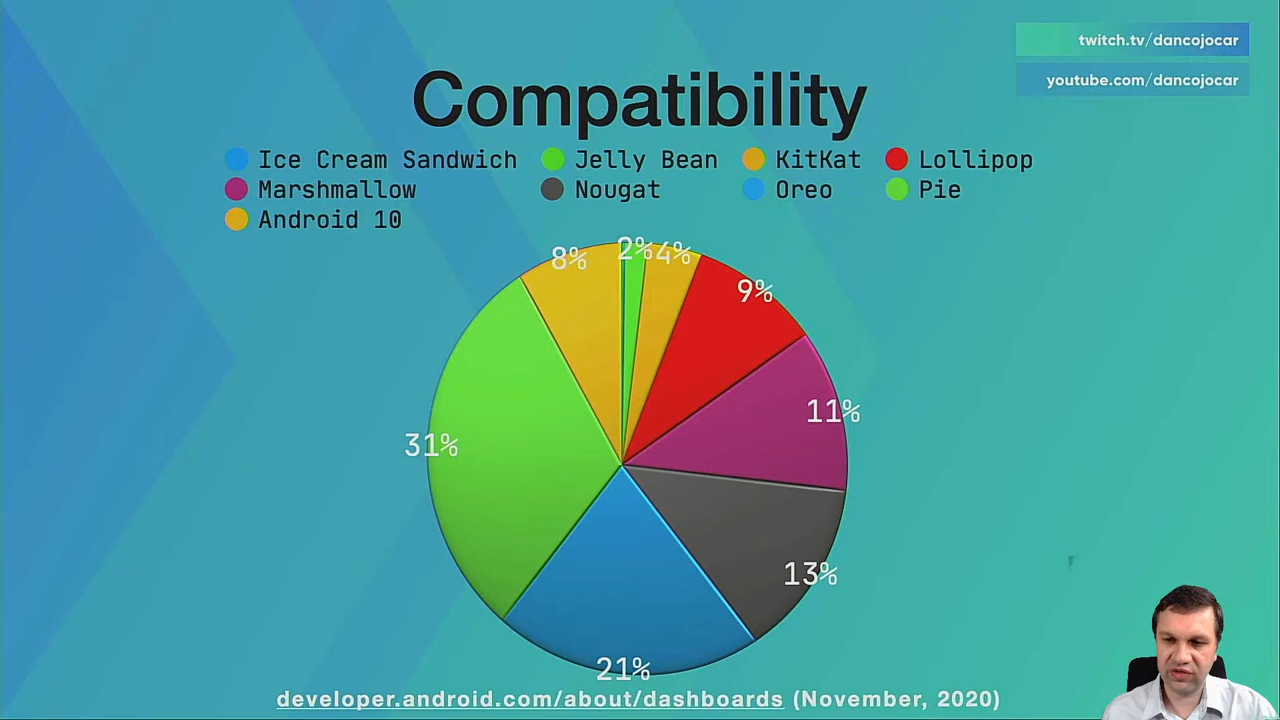 twitch.tv/dancojocar
youtube.com/dancojocar
Compatibility
Ice Cream Sandwich Jelly Bean KitKat Lollipop
Marshmallow Nougat Oreo Pie
Android 10
8% 2% 4%
9%
11%
31%
13%
21%
developer.android.com/about/dashboards (November, 2020)